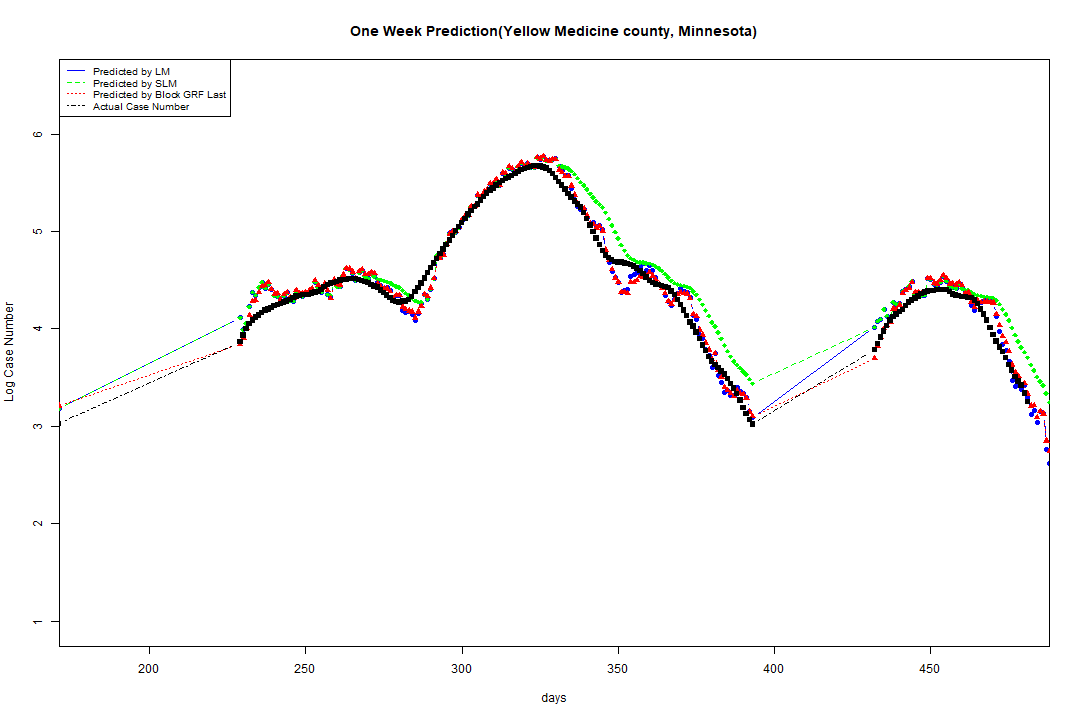 One Week Prediction(Yellow Medicine county, Minnesota)
Predicted by LM
Predicted by SLM
Predicted by Block GRF Last
Actual Case Number
6
5
4
3
2
1
Log Case Number
200 250 300 350 400 450
days